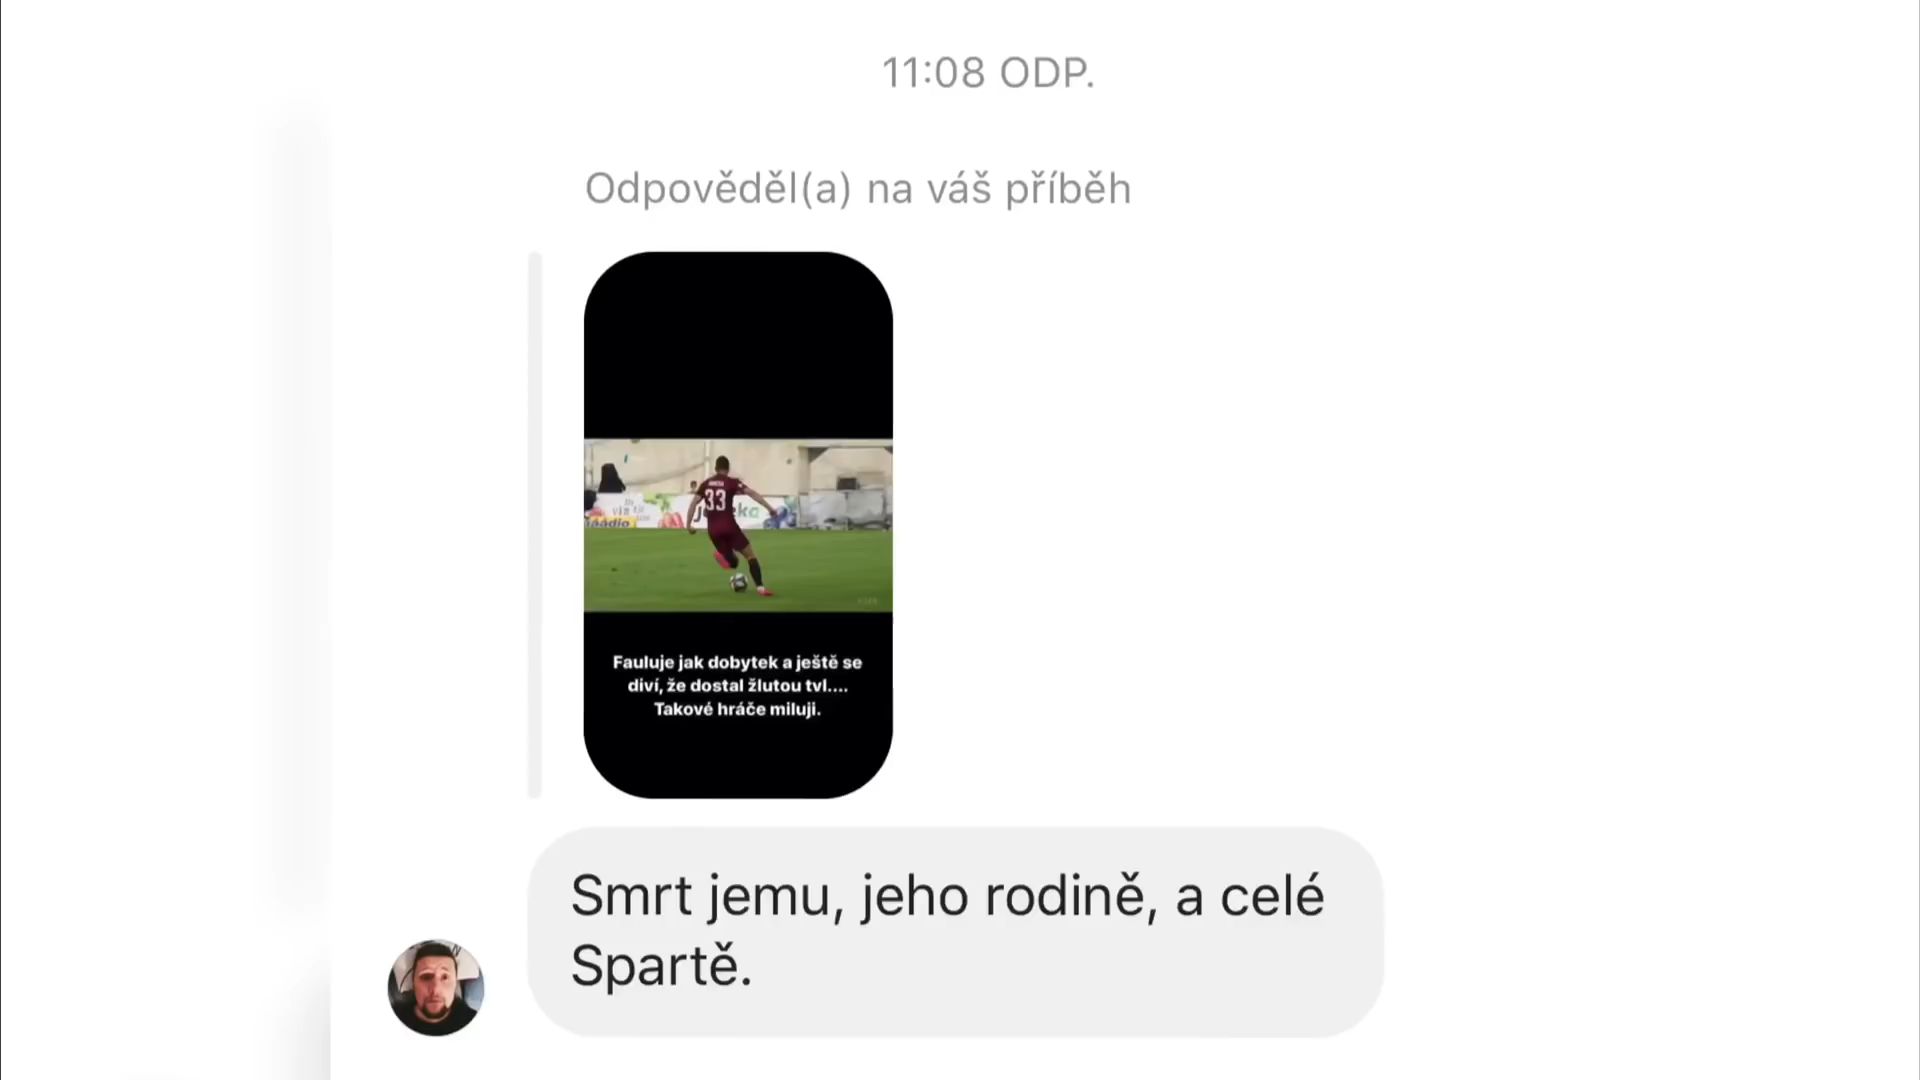 11:08 ODP.
Odpověděl(a) na váš příběh
33
Fauluje jak dobytek a ještě se
diví, že dostal žlutou tvl....
Takové hráče miluji.
Smrt jemu, jeho rodině, a celé
Spartě.